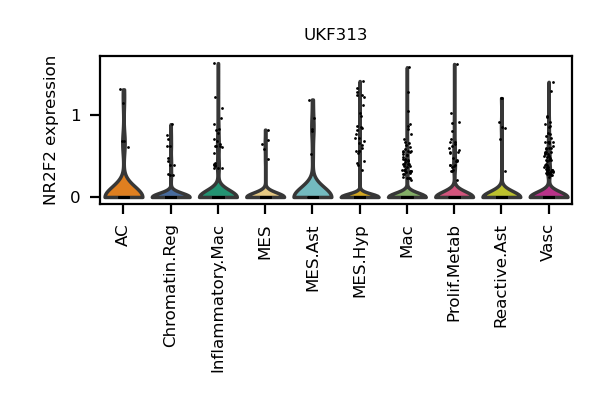 UKF313
NR2F2 expression
1
0
AC
Chromatin.Reg
Inflammatory.Mac
MES
MES.Ast
MES.Hyp
Mac
Prolif.Metab
Reactive.Ast
Vasc